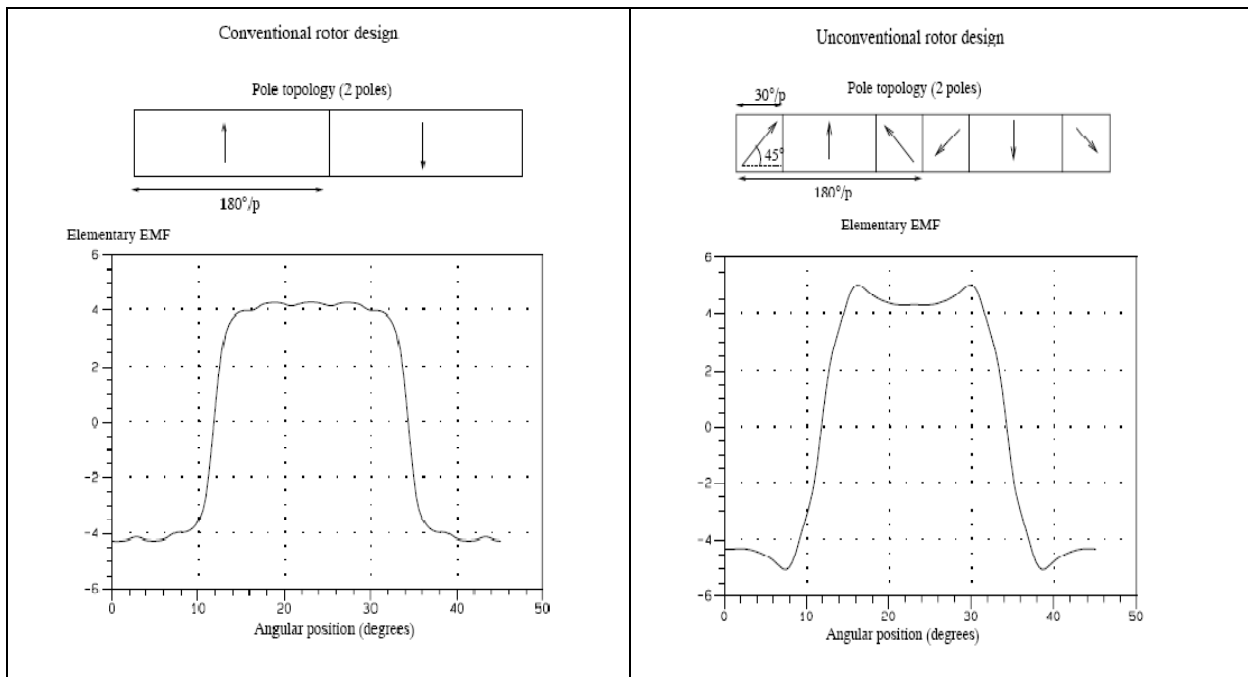 Conventional rotor design
Pole topology (2 poles)
180°/p
Elementary EMF
6
4
2
0
-2
-4
-6
0 10 20 30 40 50
Angular position (degrees)
Unconventional rotor design
Pole topology (2 poles)
30°/p
45°
180°/p
Elementary EMF
6
4
2
0
-2
-4
-6
0 10 20 30 40 50
Angular position (degrees)